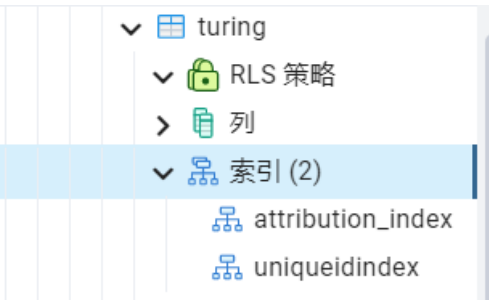 turing
RLS 策略
列
索引 (2)
attribution_index
uniqueidindex